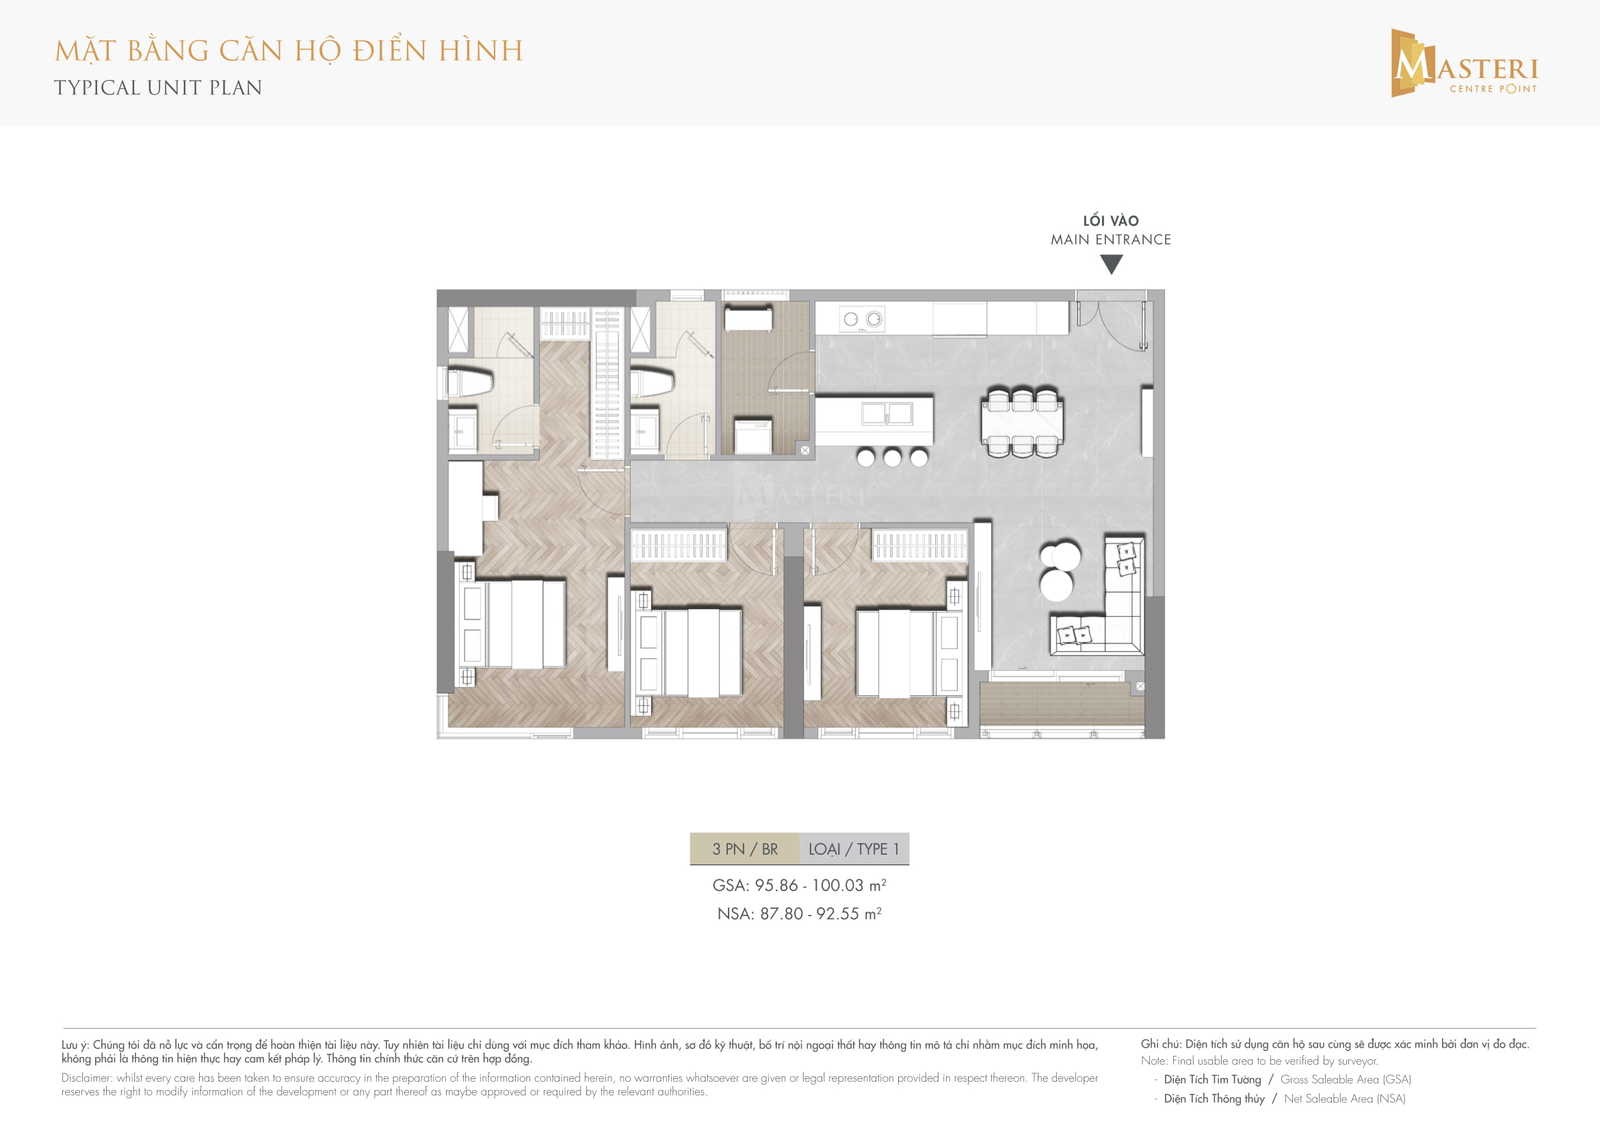 MẶT BẰNG CĂN HỘ ĐIỂN HÌNH
TYPICAL UNIT PLAN
MASTERI
CENTRE POINT
LỐI VÀO
MAIN ENTRANCE
MASTERI
3 PN / BR LOẠI / TYPE 1
GSA: 95.86 - 100.03 m²
NSA: 87.80 - 92.55 m²
Lưu ý: Chúng tôi đã nỗ lực và cẩn trọng để hoàn thiện tài liệu này. Tuy nhiên tài liệu chỉ dùng với mục đích tham khảo. Hình ảnh, sơ đồ kỹ thuật, bố trí nội ngoại thất hay thông tin mô tả chỉ nhằm mục đích minh họa,
không phải là thông tin hiện thực hay cam kết pháp lý. Thông tin chính thức căn cứ trên hợp đồng.
Disclaimer: whilst every care has been taken to ensure accuracy in the preparation of the information contained herein, no warranties whatsoever are given or legal representation provided in respect thereon. The developer
reserves the right to modify information of the development or any part thereof as maybe approved or required by the relevant authorities.
Ghi chú: Diện tích sử dụng căn hộ sau cùng sẽ được xác minh bởi đơn vị đo đạc.
Note: Final usable area to be verified by surveyor.
- Diện Tích Tim Tường / Gross Saleable Area (GSA)
- Diện Tích Thông thủy / Net Saleable Area (NSA)